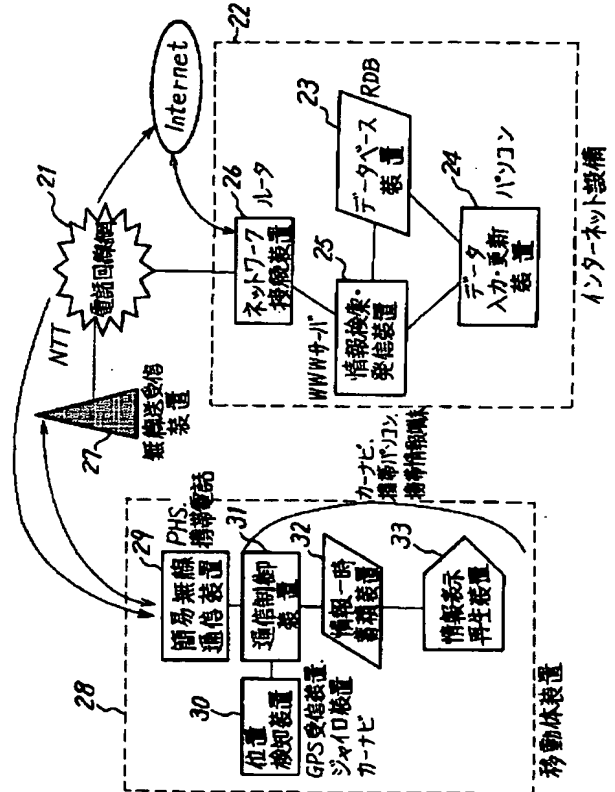 28
29
簡易無線
通信装置
PHS、
携帯電話
30
位置
検知装置
GPS受信装置、
ジャイロ装置
カーナビ
31
通信制御
装置
32
情報一時
蓄積装置
33
情報表示
再生装置
カーナビ、
携帯パソコン、
携帯情報端末
移動体装置
27
無線送受信
装置
NTT
21
電話回線網
Internet
22
26
ネットワーク
接続装置
ルータ
WWWサーバ
25
情報検索・
発信装置
23
データベース
装置
RDB
24
データ
入力・更新
装置
パソコン
インターネット設備